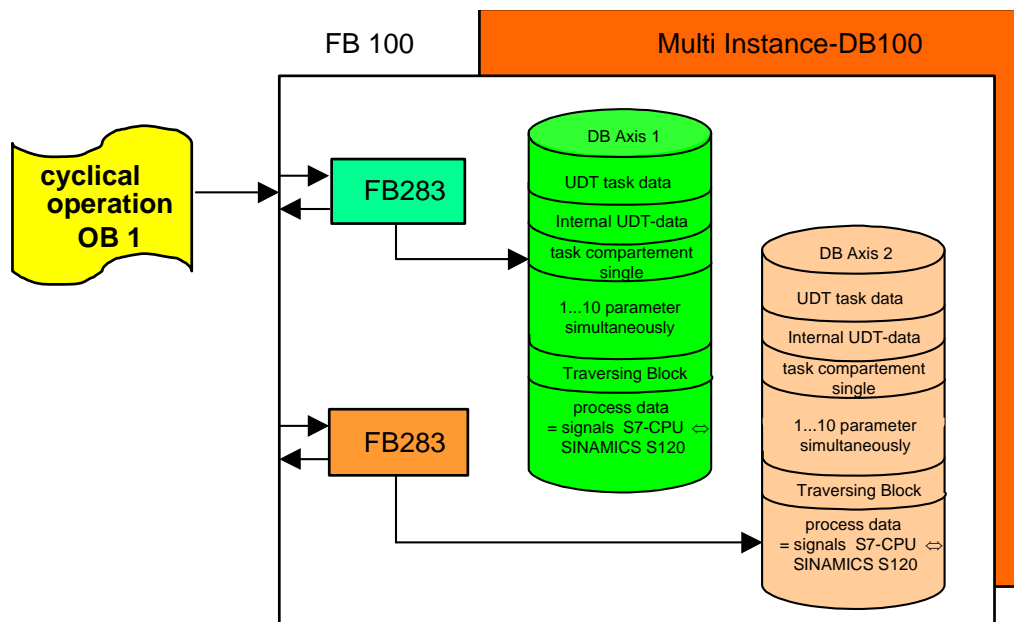 FB 100
Multi Instance-DB100
cyclical
operation
OB 1
FB283
DB Axis 1
UDT task data
Internal UDT-data
task compartement
single
1...10 parameter
simultaneously
Traversing Block
process data
= signals S7-CPU ⇔
SINAMICS S120
FB283
DB Axis 2
UDT task data
Internal UDT-data
task compartement
single
1...10 parameter
simultaneously
Traversing Block
process data
= signals S7-CPU ⇔
SINAMICS S120